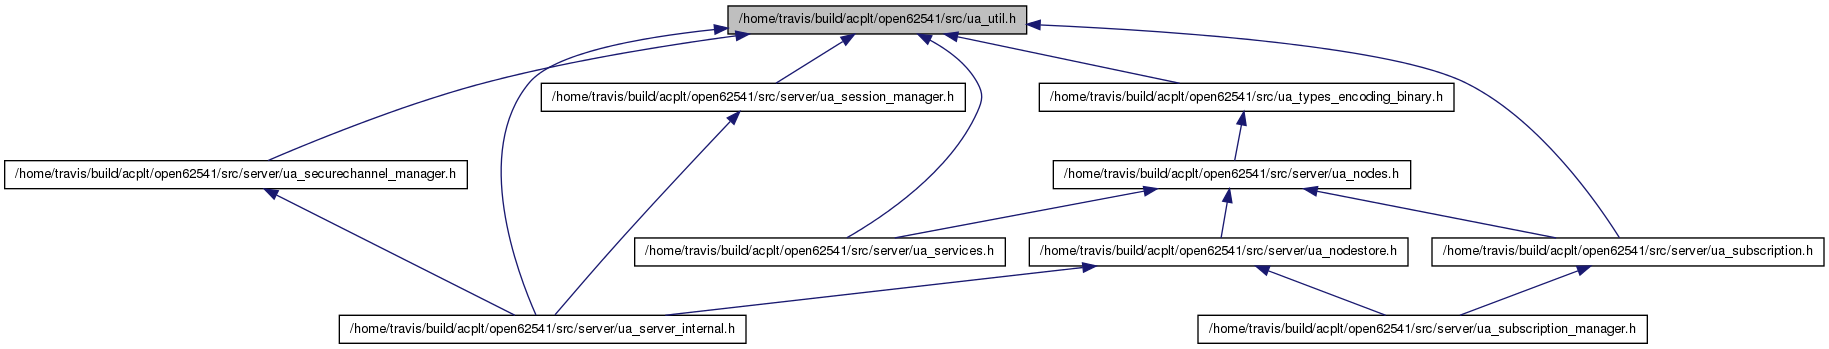 /home/travis/build/acplt/open62541/src/ua_util.h
/home/travis/build/acplt/open62541/src/server/ua_session_manager.h
/home/travis/build/acplt/open62541/src/ua_types_encoding_binary.h
/home/travis/build/acplt/open62541/src/server/ua_securechannel_manager.h
/home/travis/build/acplt/open62541/src/server/ua_nodes.h
/home/travis/build/acplt/open62541/src/server/ua_services.h
/home/travis/build/acplt/open62541/src/server/ua_nodestore.h
/home/travis/build/acplt/open62541/src/server/ua_subscription.h
/home/travis/build/acplt/open62541/src/server/ua_server_internal.h
/home/travis/build/acplt/open62541/src/server/ua_subscription_manager.h